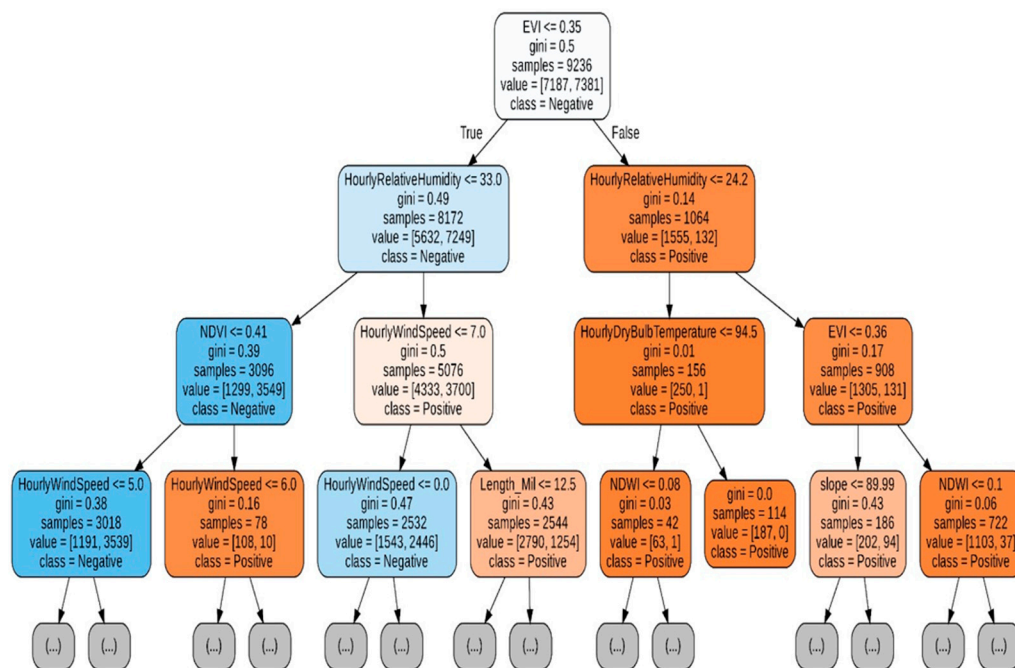 EVI <= 0.35
gini = 0.5
samples = 9236
value = [7187, 7381]
class = Negative
True
False
HourlyRelativeHumidity <= 33.0
gini = 0.49
samples = 8172
value = [5632, 7249]
class = Negative
HourlyRelativeHumidity <= 24.2
gini = 0.14
samples = 1064
value = [1555, 132]
class = Positive
NDVI <= 0.41
gini = 0.39
samples = 3096
value = [1299, 3549]
class = Negative
HourlyWindSpeed <= 7.0
gini = 0.5
samples = 5076
value = [4333, 3700]
class = Positive
HourlyDryBulbTemperature <= 94.5
gini = 0.01
samples = 156
value = [250, 1]
class = Positive
EVI <= 0.36
gini = 0.17
samples = 908
value = [1305, 131]
class = Positive
HourlyWindSpeed <= 5.0
gini = 0.38
samples = 3018
value = [1191, 3539]
class = Negative
HourlyWindSpeed <= 6.0
gini = 0.16
samples = 78
value = [108, 10]
class = Positive
HourlyWindSpeed <= 0.0
gini = 0.47
samples = 2532
value = [1543, 2446]
class = Negative
Length_Mil <= 12.5
gini = 0.43
samples = 2544
value = [2790, 1254]
class = Positive
NDWI <= 0.08
gini = 0.03
samples = 42
value = [63, 1]
class = Positive
gini = 0.0
samples = 114
value = [187, 0]
class = Positive
slope <= 89.99
gini = 0.43
samples = 186
value = [202, 94]
class = Positive
NDWI <= 0.1
gini = 0.06
samples = 722
value = [1103, 37]
class = Positive
(...)
(...)
(...)
(...)
(...)
(...)
(...)
(...)
(...)
(...)
(...)
(...)
(...)
(...)